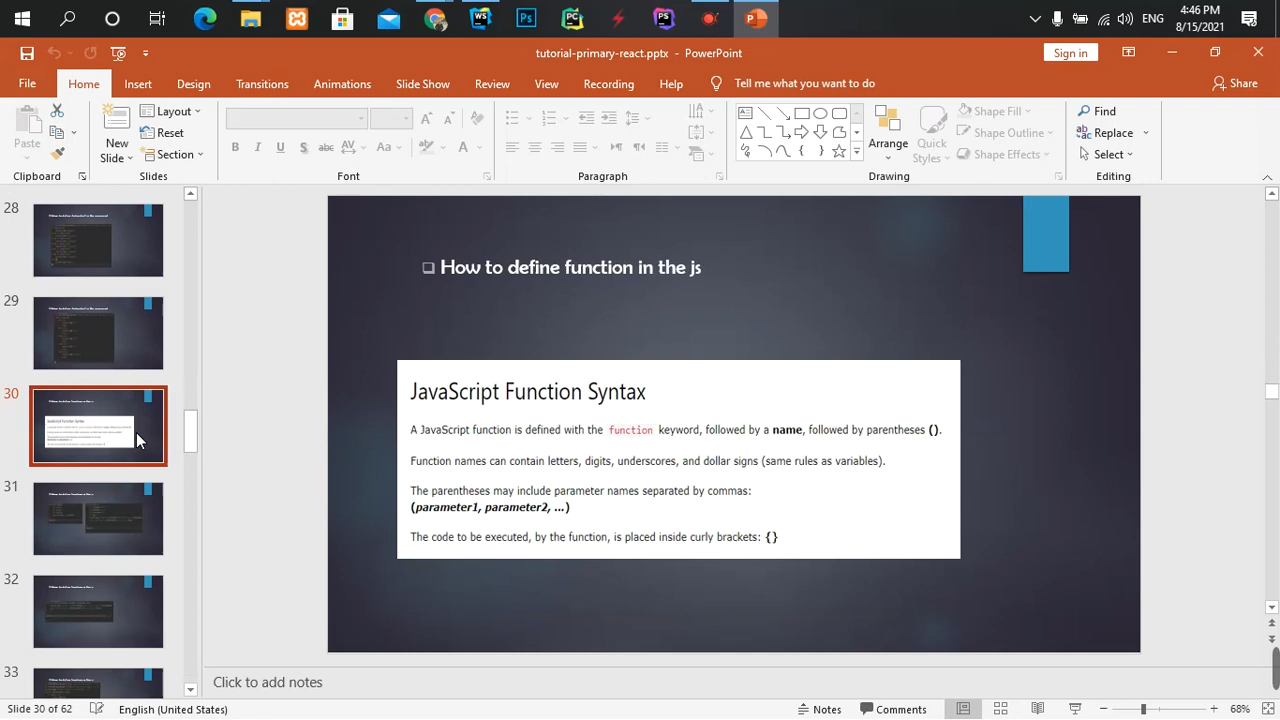 4:46 PM
ENG
8/15/2021
tutorial-primary-react.pptx - PowerPoint
Sign in
File Home Insert Design Transitions Animations Slide Show Review View Recording Help Tell me what you want to do Share
Paste
New
Slide
Layout
Reset
Section
Arrange
Quick
Styles
Shape Fill
Shape Outline
Shape Effects
Find
Replace
Select
Clipboard Slides Font Paragraph Drawing Editing
28
29
30
31
32
33
How to define function in the js
JavaScript Function Syntax
A JavaScript function is defined with the function keyword, followed by a name, followed by parentheses ().
Function names can contain letters, digits, underscores, and dollar signs (same rules as variables).
The parentheses may include parameter names separated by commas:
(parameter1, parameter2, ...)
The code to be executed, by the function, is placed inside curly brackets: {}
Click to add notes
Slide 30 of 62 English (United States) Notes Comments 68%